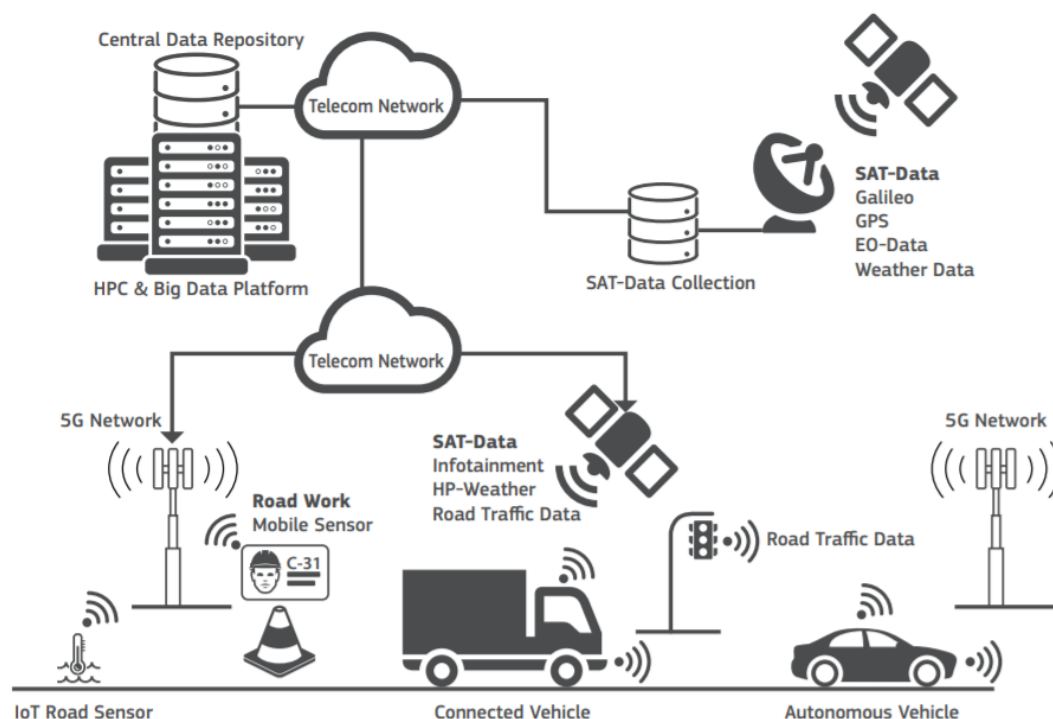 Central Data Repository
Telecom Network
HPC & Big Data Platform
SAT-Data Collection
SAT-Data
Galileo
GPS
EO-Data
Weather Data
Telecom Network
5G Network
Road Work
Mobile Sensor
C-31
SAT-Data
Infotainment
HP-Weather
Road Traffic Data
Road Traffic Data
5G Network
IoT Road Sensor
Connected Vehicle
Autonomous Vehicle